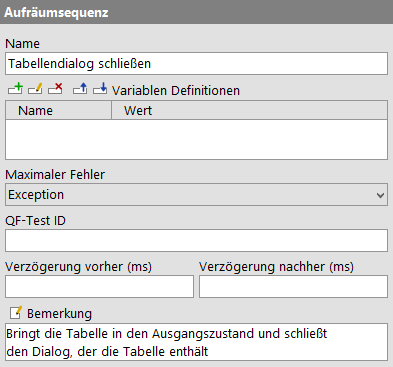 Aufräumsequenz
Name
Tabellendialog schließen
Variablen Definitionen
Name Wert
Maximaler Fehler
Exception
QF-Test ID
Verzögerung vorher (ms) Verzögerung nachher (ms)
Bemerkung
Bringt die Tabelle in den Ausgangszustand und schließt
den Dialog, der die Tabelle enthält